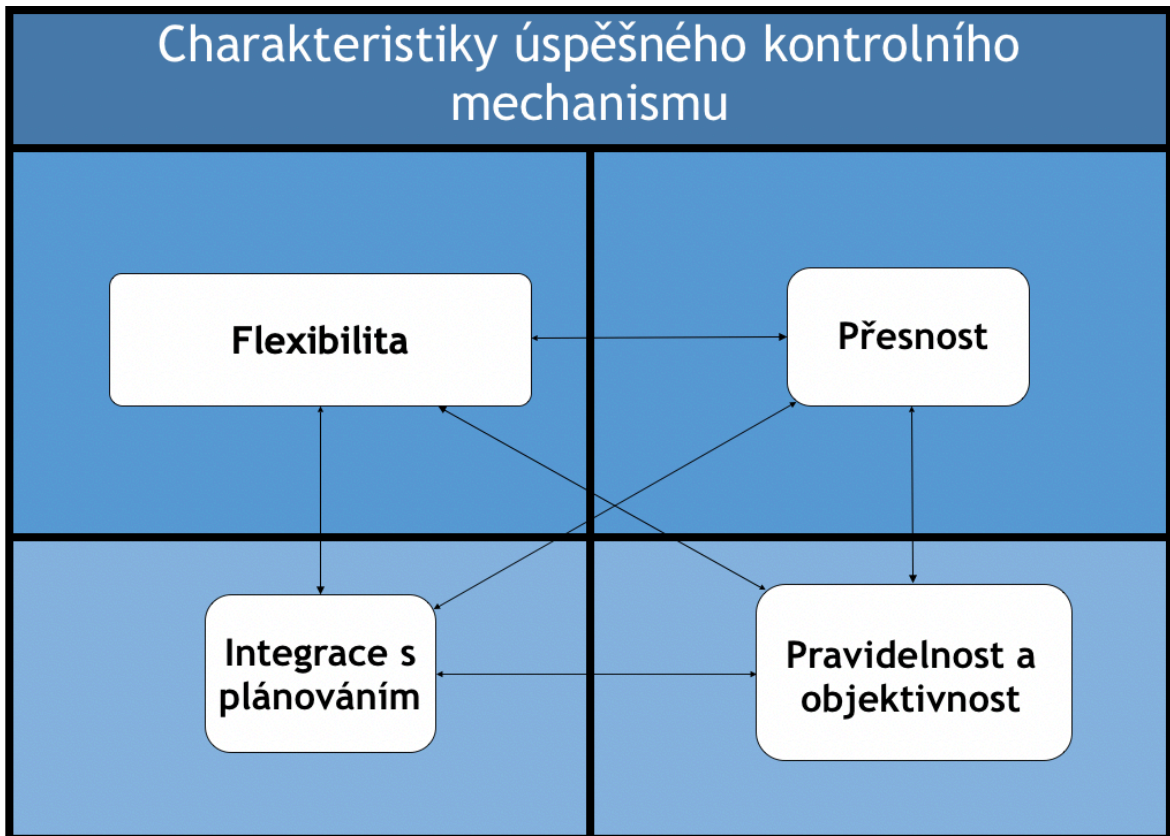 Charakteristiky úspěšného kontrolního
mechanismu
Flexibilita
Přesnost
Integrace s
plánováním
Pravidelnost a
objektivnost